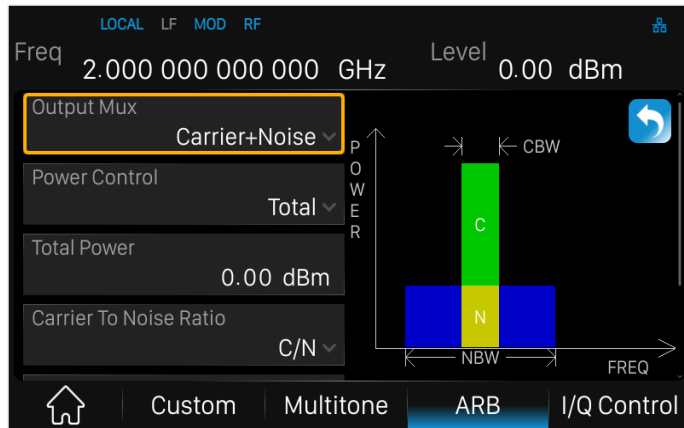 LOCAL LF MOD RF
Freq 2.000 000 000 000 GHz Level 0.00 dBm
Output Mux
Carrier+Noise
Power Control
Total
Total Power
0.00 dBm
Carrier To Noise Ratio
C/N
POWER
CBW
C
N
NBW
FREQ
Custom Multitone ARB I/Q Control